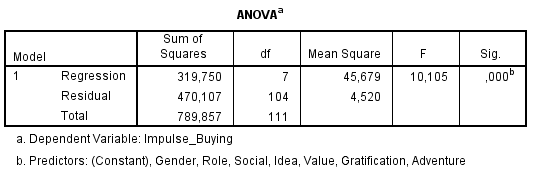 ANOVAa
Model Sum of Squares df Mean Square F Sig.
1 Regression 319,750 7 45,679 10,105 ,000b
Residual 470,107 104 4,520
Total 789,857 111
a. Dependent Variable: Impulse_Buying
b. Predictors: (Constant), Gender, Role, Social, Idea, Value, Gratification, Adventure